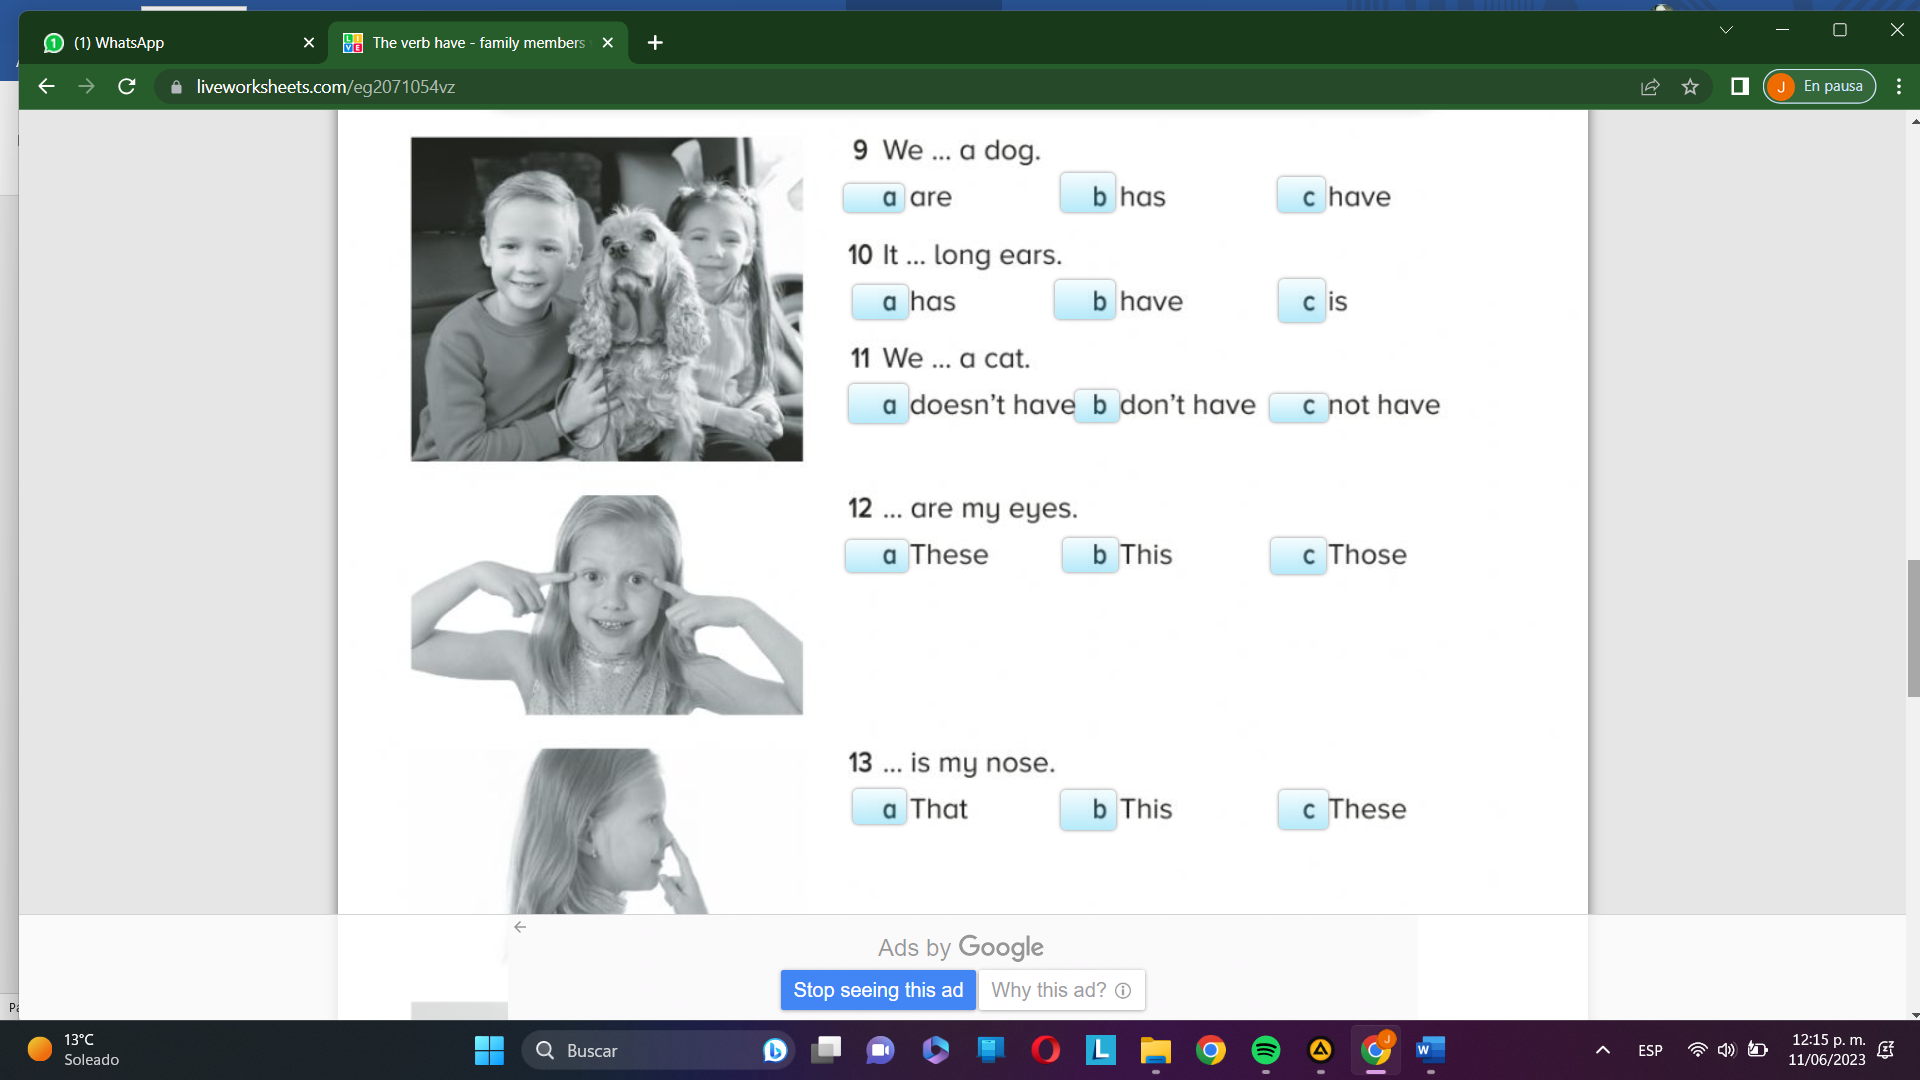 (1) WhatsApp
The verb have - family members
liveworksheets.com/eg2071054vz
J En pausa
9 We ... a dog.
a are b has c have
10 It ... long ears.
a has b have c is
11 We ... a cat.
a doesn't have b don't have c not have
12 ... are my eyes.
a These b This c Those
13 ... is my nose.
a That b This c These
Ads by Google
Stop seeing this ad Why this ad?
13°C
Soleado
Buscar
ESP
12:15 p. m.
11/06/2023